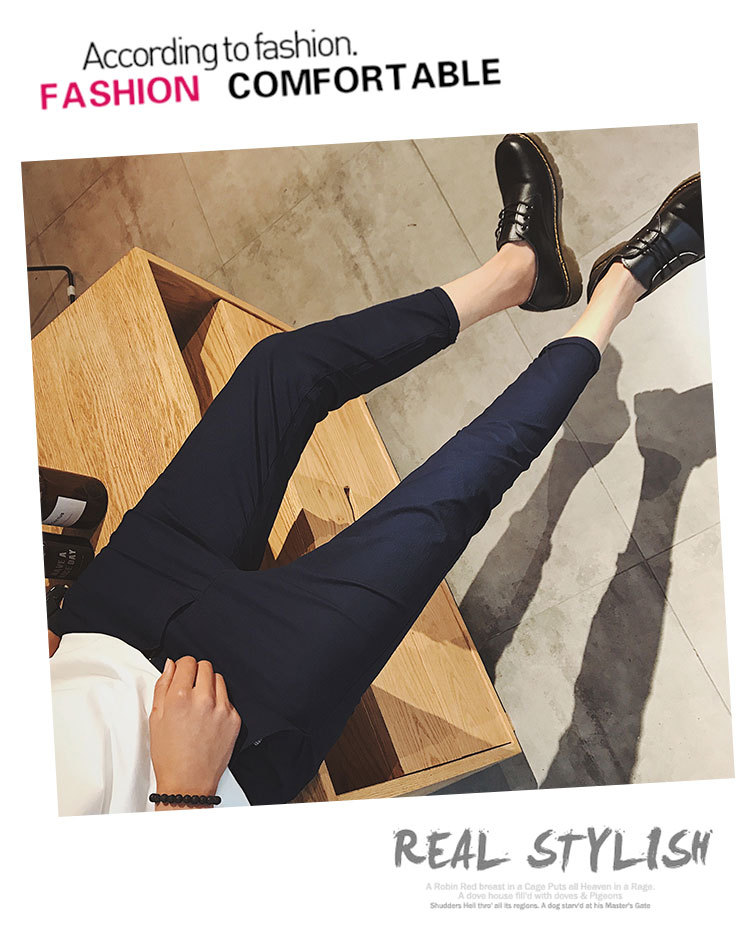 According to fashion.
FASHION COMFORTABLE
HAVE A
DAY
REAL STYLISH
A Robin Red breast in a Cage Puts all Heaven in a Rage.
A dove house fill'd with doves & Pigeons
Shudders Hell thro' all its regions. A dog starv'd at his Master's Gate